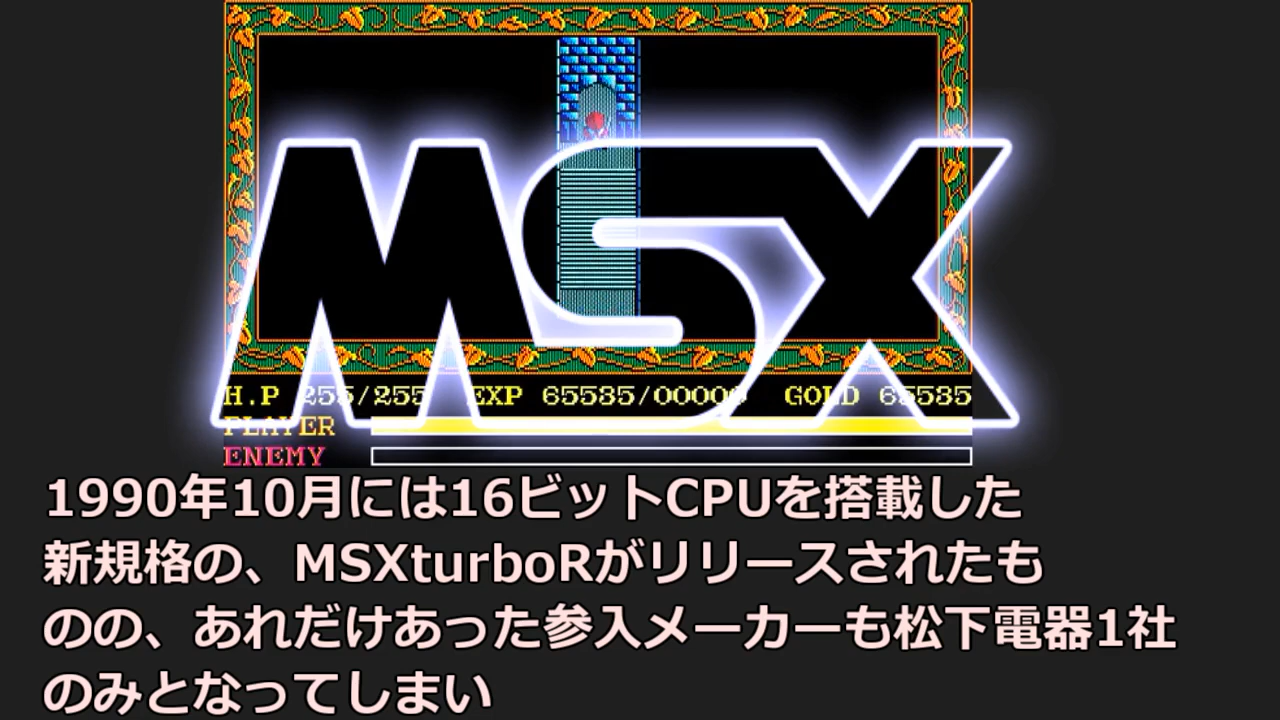 MSX
H.P 255/255 EXP 65535/00000 GOLD 65535
PLAYER
ENEMY
1990年10月には16ビットCPUを搭載した
新規格の、MSXturboRがリリースされたも
のの、あれだけあった参入メーカーも松下電器1社
のみとなってしまい